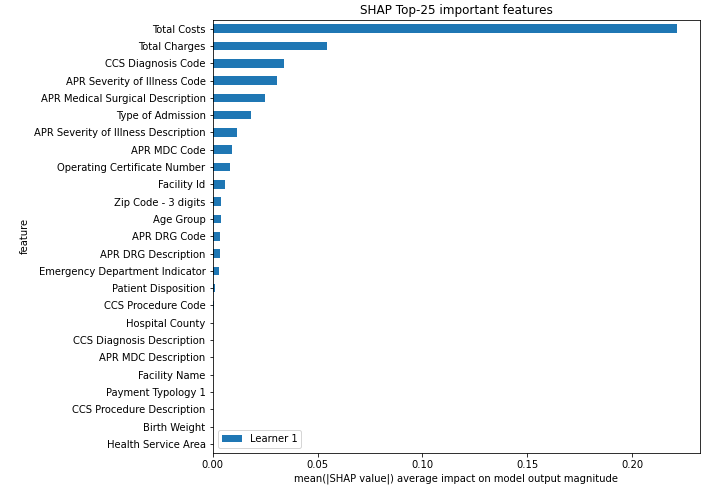 SHAP Top-25 important features
Total Costs
Total Charges
CCS Diagnosis Code
APR Severity of Illness Code
APR Medical Surgical Description
Type of Admission
APR Severity of Illness Description
APR MDC Code
Operating Certificate Number
Facility Id
Zip Code - 3 digits
Age Group
APR DRG Code
APR DRG Description
Emergency Department Indicator
Patient Disposition
CCS Procedure Code
Hospital County
CCS Diagnosis Description
APR MDC Description
Facility Name
Payment Typology 1
CCS Procedure Description
Birth Weight
Health Service Area
feature
Learner 1
0.00 0.05 0.10 0.15 0.20
mean(|SHAP value|) average impact on model output magnitude